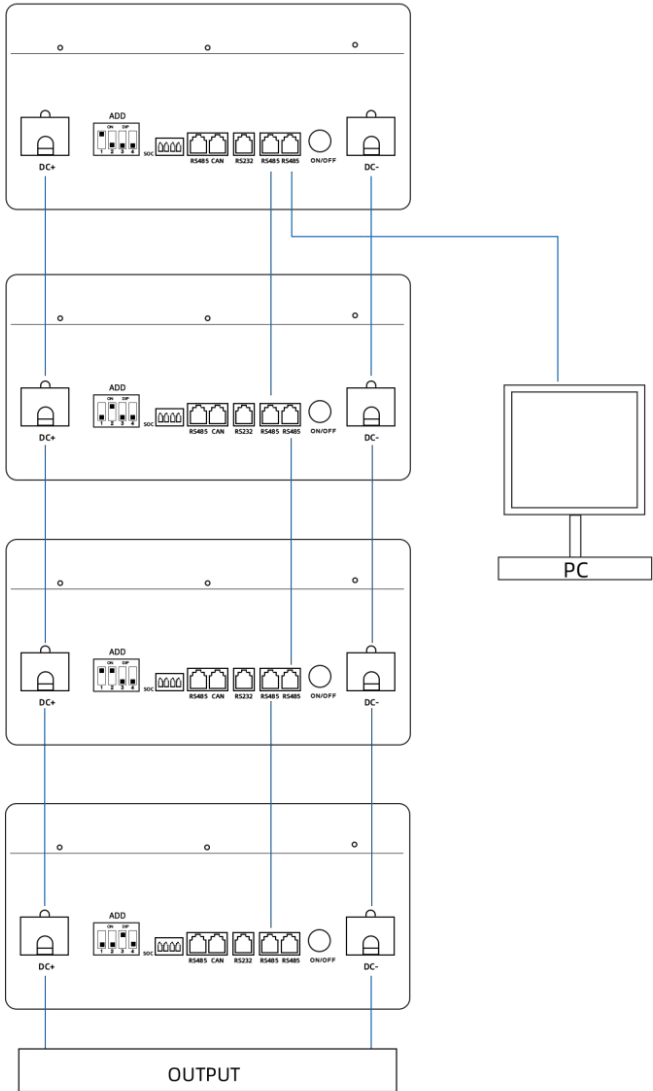 ADD
ON DIP
1 2 3 4
SOC
RS485 CAN RS232 RS485 RS485 ON/OFF
DC+ DC-
ADD
ON DIP
1 2 3 4
SOC
RS485 CAN RS232 RS485 RS485 ON/OFF
DC+ DC-
PC
ADD
ON DIP
1 2 3 4
SOC
RS485 CAN RS232 RS485 RS485 ON/OFF
DC+ DC-
ADD
ON DIP
1 2 3 4
SOC
RS485 CAN RS232 RS485 RS485 ON/OFF
DC+ DC-
OUTPUT